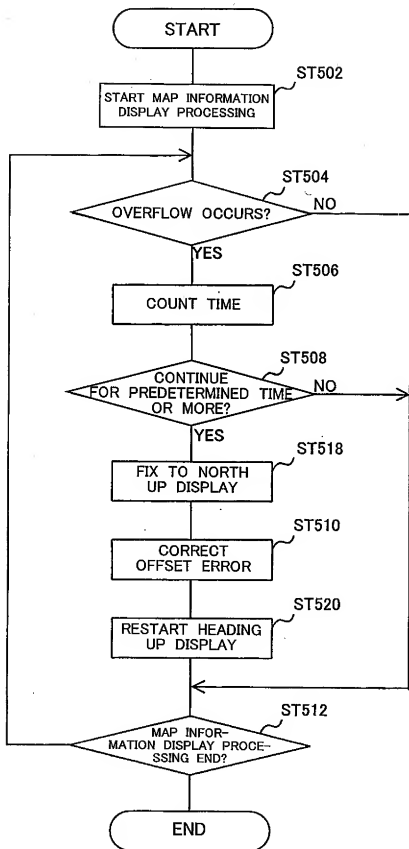 START
ST502
START MAP INFORMATION
DISPLAY PROCESSING
ST504
OVERFLOW OCCURS?
NO
YES
ST506
COUNT TIME
ST508
CONTINUE
FOR PREDETERMINED TIME
OR MORE?
NO
YES
ST518
FIX TO NORTH
UP DISPLAY
ST510
CORRECT
OFFSET ERROR
ST520
RESTART HEADING
UP DISPLAY
ST512
MAP INFOR-
MATION DISPLAY PROCE-
SSING END?
END